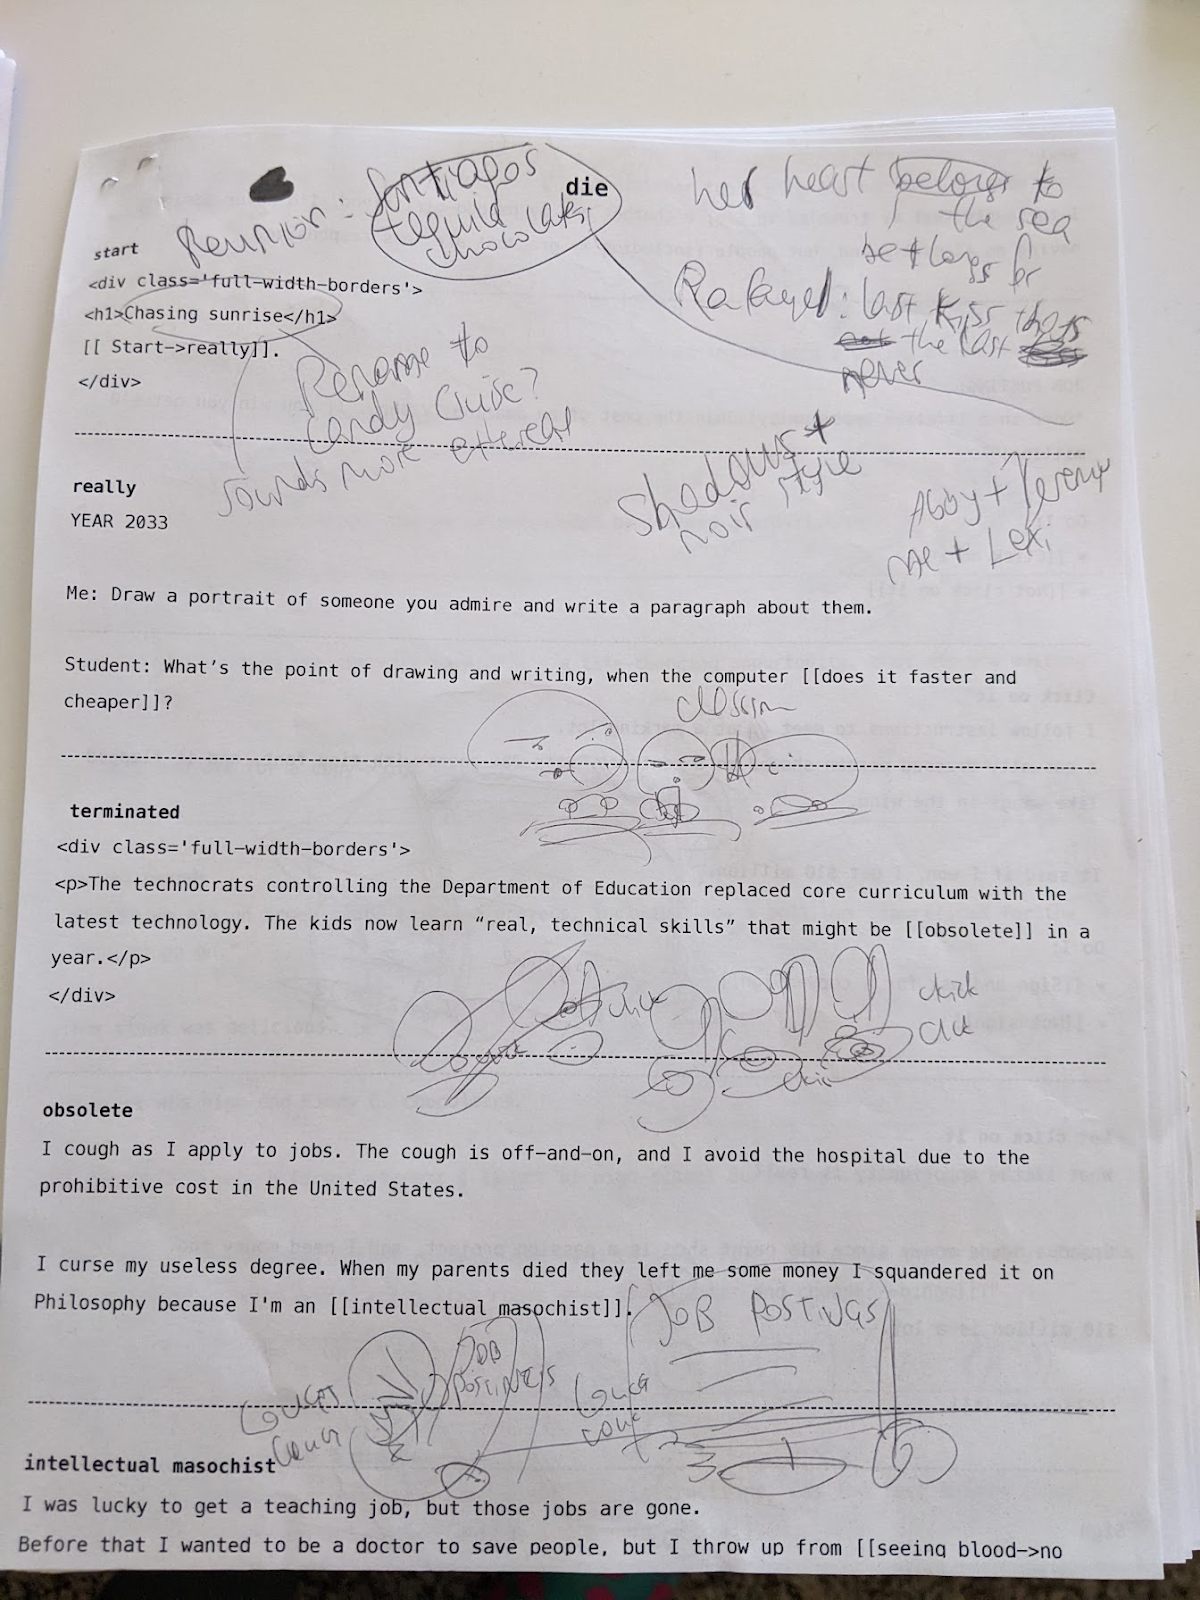 die
Reunion: Santiagos
tequila
chocolates
her heart belongs to
the sea
settles for
Rafayel: last kiss thats
the last
never
start
<div class='full-width-borders'>
<h1>Chasing sunrise</h1>
[[ Start->really]].
</div>
Rename to
Candy Cruise?
sounds more ethereal
Shadows +
noir style
Abby + Jeremy
me + Lexi
really
YEAR 2033
Me: Draw a portrait of someone you admire and write a paragraph about them.
Student: What's the point of drawing and writing, when the computer [[does it faster and
cheaper]]?
terminated
<div class='full-width-borders'>
<p>The technocrats controlling the Department of Education replaced core curriculum with the
latest technology. The kids now learn “real, technical skills” that might be [[obsolete]] in a
year.</p>
</div>
click
obsolete
I cough as I apply to jobs. The cough is off-and-on, and I avoid the hospital due to the
prohibitive cost in the United States.
I curse my useless degree. When my parents died they left me some money I squandered it on
Philosophy because I'm an [[intellectual masochist]].
JOB POSTINGS
JOB
POSTINGS
COUGH
COUGH
COUGH
intellectual masochist
I was lucky to get a teaching job, but those jobs are gone.
Before that I wanted to be a doctor to save people, but I throw up from [[seeing blood->no